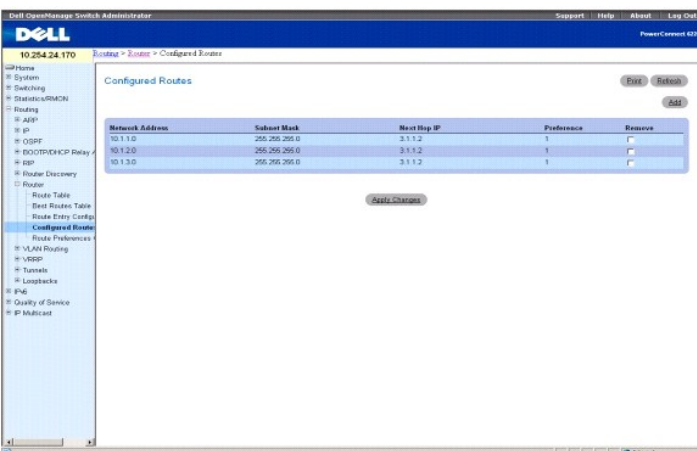 Dell OpenManage Switch Administrator
Support Help About Log Out
DELL
PowerConnect 622
10.254.24.170
Routing > Router > Configured Routes
Home
System
Switching
Statistics/RMON
Routing
ARP
IP
OSPF
BOOTP/DHCP Relay A
RIP
Router Discovery
Router
Route Table
Best Routes Table
Route Entry Configu
Configured Routes
Route Preferences
VLAN Routing
VRRP
Tunnels
Loopbacks
IPv6
Quality of Service
IP Multicast
Configured Routes
Print Refresh
Add
Network Address Subnet Mask Next Hop IP Preference Remove
10.1.1.0 255.255.255.0 3.1.1.2 1
10.1.2.0 255.255.255.0 3.1.1.2 1
10.1.3.0 255.255.255.0 3.1.1.2 1
Apply Changes